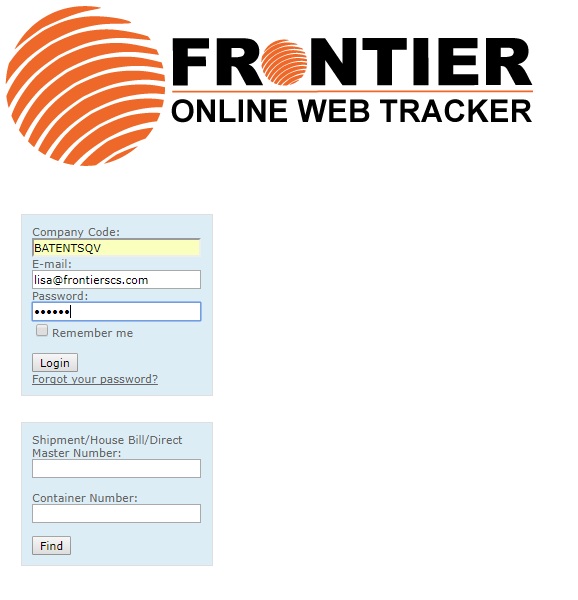 FRONTIER
ONLINE WEB TRACKER
Company Code:
BATENTSQV
E-mail:
lisa@frontierscs.com
Password:
••••••
Remember me
Login
Forgot your password?
Shipment/House Bill/Direct
Master Number:
Container Number:
Find